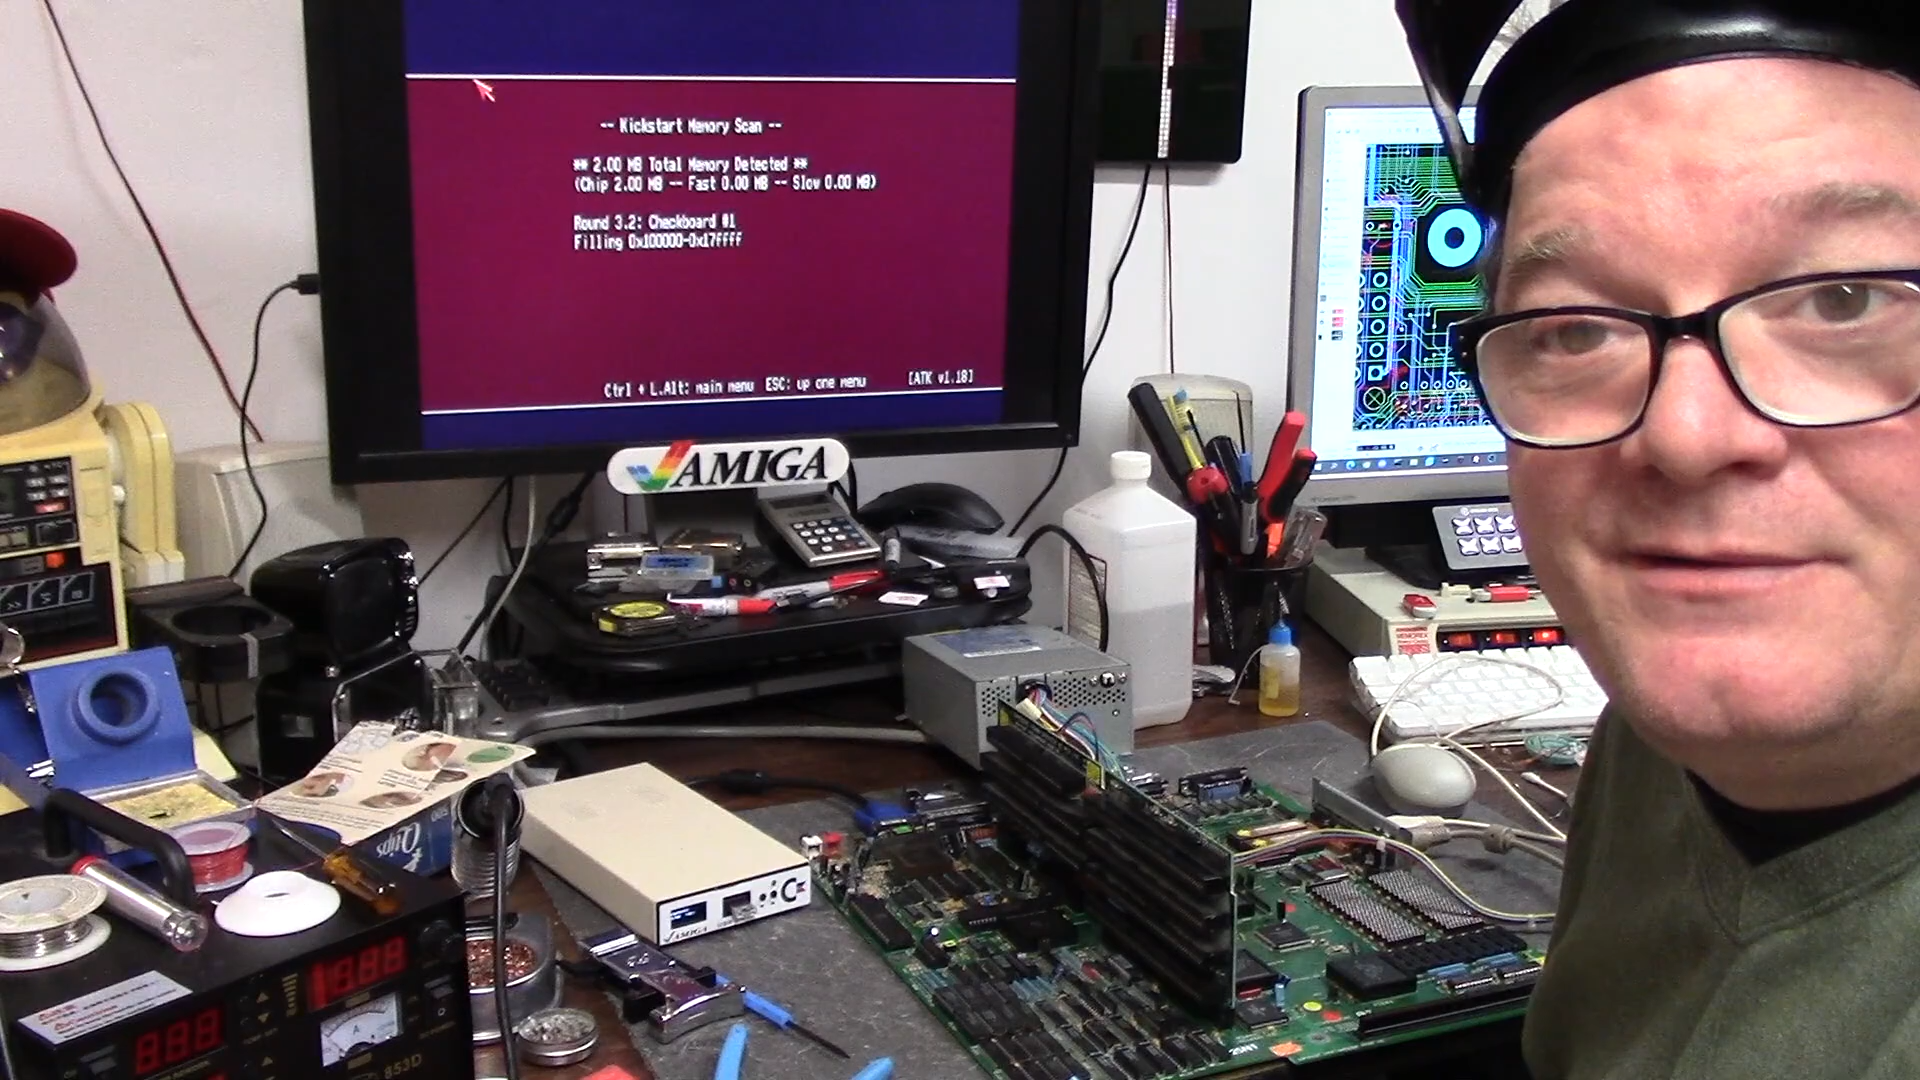 -- Kickstart Memory Scan --
** 2.00 MB Total Memory Detected **
(Chip 2.00 MB -- Fast 0.00 MB -- Slow 0.00 MB)
Round 3.2: Checkboard #1
Filling 0x100000-0x17ffff
Ctrl + L.Alt: main menu ESC: up one menu [ATK v1.18]
AMIGA
MEMOREX
Qtips
AMIGA
853D